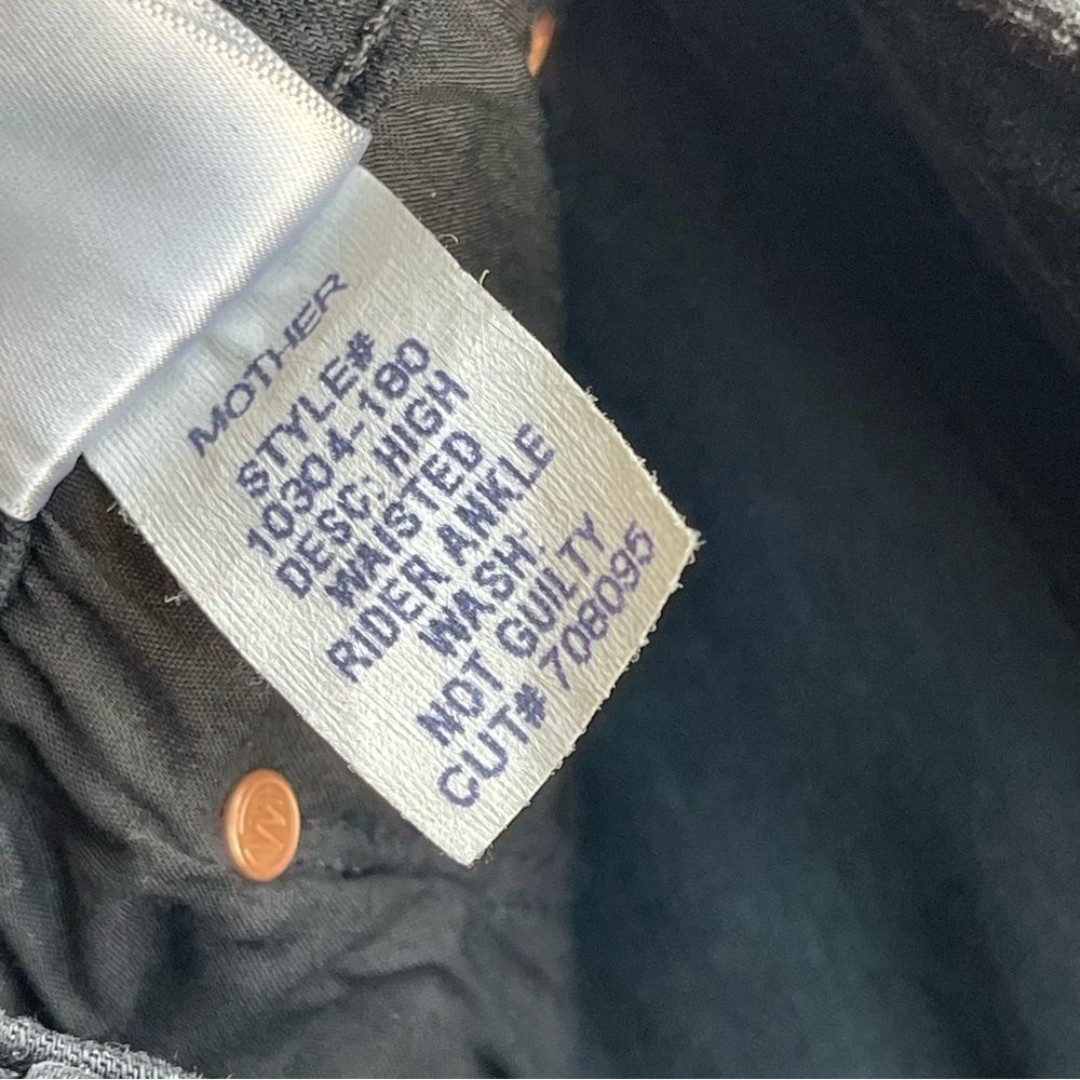 MOTHER
STYLE#
10304-180
DESC: HIGH
WAISTED
RIDER ANKLE
WASH:
NOT GUILTY
CUT# 708095